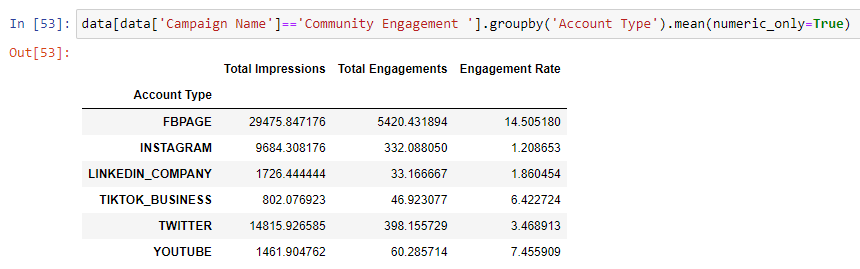 In [53]: data[data['Campaign Name']=='Community Engagement '].groupby('Account Type').mean(numeric_only=True)
Out[53]:
Total Impressions Total Engagements Engagement Rate
Account Type
FBPAGE 29475.847176 5420.431894 14.505180
INSTAGRAM 9684.308176 332.088050 1.208653
LINKEDIN_COMPANY 1726.444444 33.166667 1.860454
TIKTOK_BUSINESS 802.076923 46.923077 6.422724
TWITTER 14815.926585 398.155729 3.468913
YOUTUBE 1461.904762 60.285714 7.455909